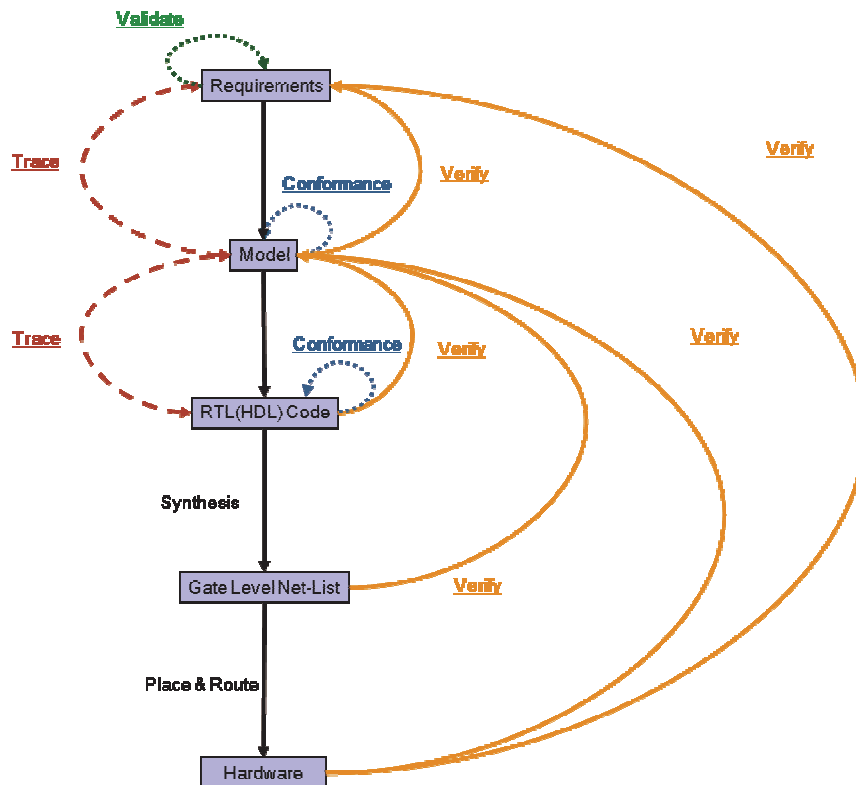 Validate
Requirements
Trace
Verify
Verify
Conformance
Model
Trace
Conformance
Verify
Verify
RTL(HDL) Code
Synthesis
Gate Level Net-List
Verify
Place & Route
Hardware